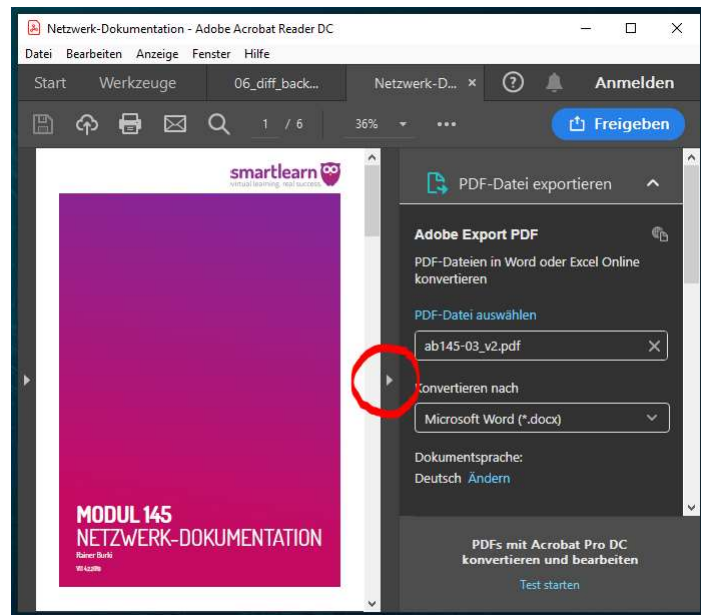 Netzwerk-Dokumentation - Adobe Acrobat Reader DC
Datei Bearbeiten Anzeige Fenster Hilfe
Start Werkzeuge 06_diff_back... Netzwerk-D... × Anmelden
1 / 6 36% Freigeben
smartlearn
virtual learning. real success.
MODUL 145
NETZWERK-DOKUMENTATION
Rainer Burki
PDF-Datei exportieren
Adobe Export PDF
PDF-Dateien in Word oder Excel Online
konvertieren
PDF-Datei auswählen
ab145-03_v2.pdf
Konvertieren nach
Microsoft Word (*.docx)
Dokumentsprache:
Deutsch Ändern
PDFs mit Acrobat Pro DC
konvertieren und bearbeiten
Test starten